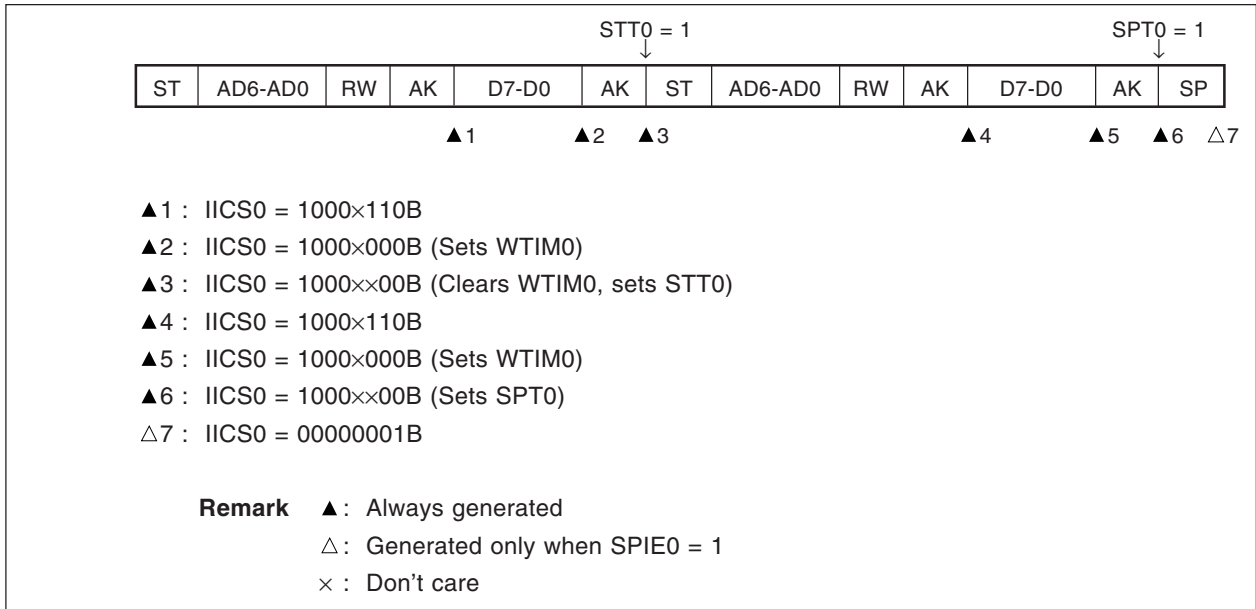 STT0 = 1 SPT0 = 1
↓ ↓
ST AD6-AD0 RW AK D7-D0 AK ST AD6-AD0 RW AK D7-D0 AK SP
▲1 ▲2 ▲3 ▲4 ▲5 ▲6 △7
▲1 : IICS0 = 1000×110B
▲2 : IICS0 = 1000×000B (Sets WTIM0)
▲3 : IICS0 = 1000××00B (Clears WTIM0, sets STT0)
▲4 : IICS0 = 1000×110B
▲5 : IICS0 = 1000×000B (Sets WTIM0)
▲6 : IICS0 = 1000××00B (Sets SPT0)
△7 : IICS0 = 00000001B
Remark ▲ : Always generated
△ : Generated only when SPIE0 = 1
× : Don't care